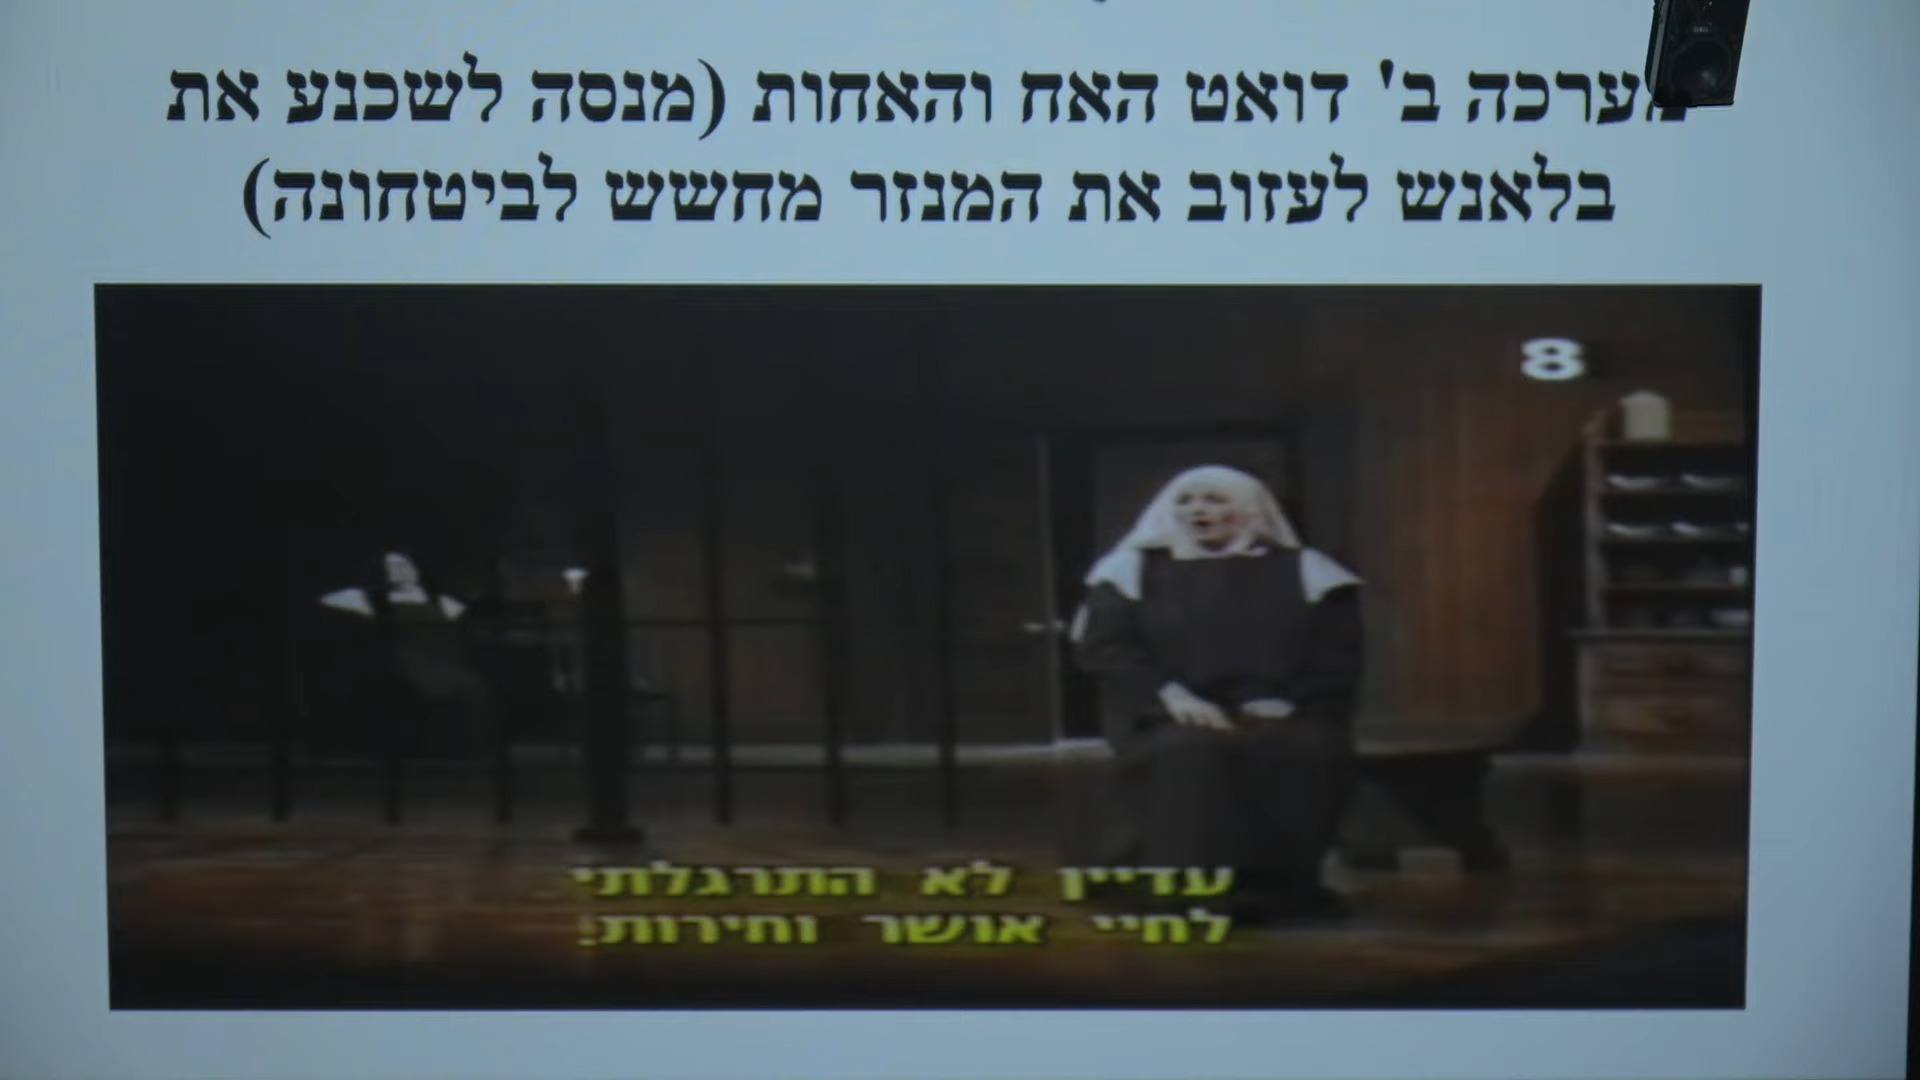 מערכה ב' דואט האח והאחות (מנסה לשכנע את
בלאנש לעזוב את המנזר מחשש לביטחונה)
8
עדיין לא התרגלתי
לחיי אושר וחירות.